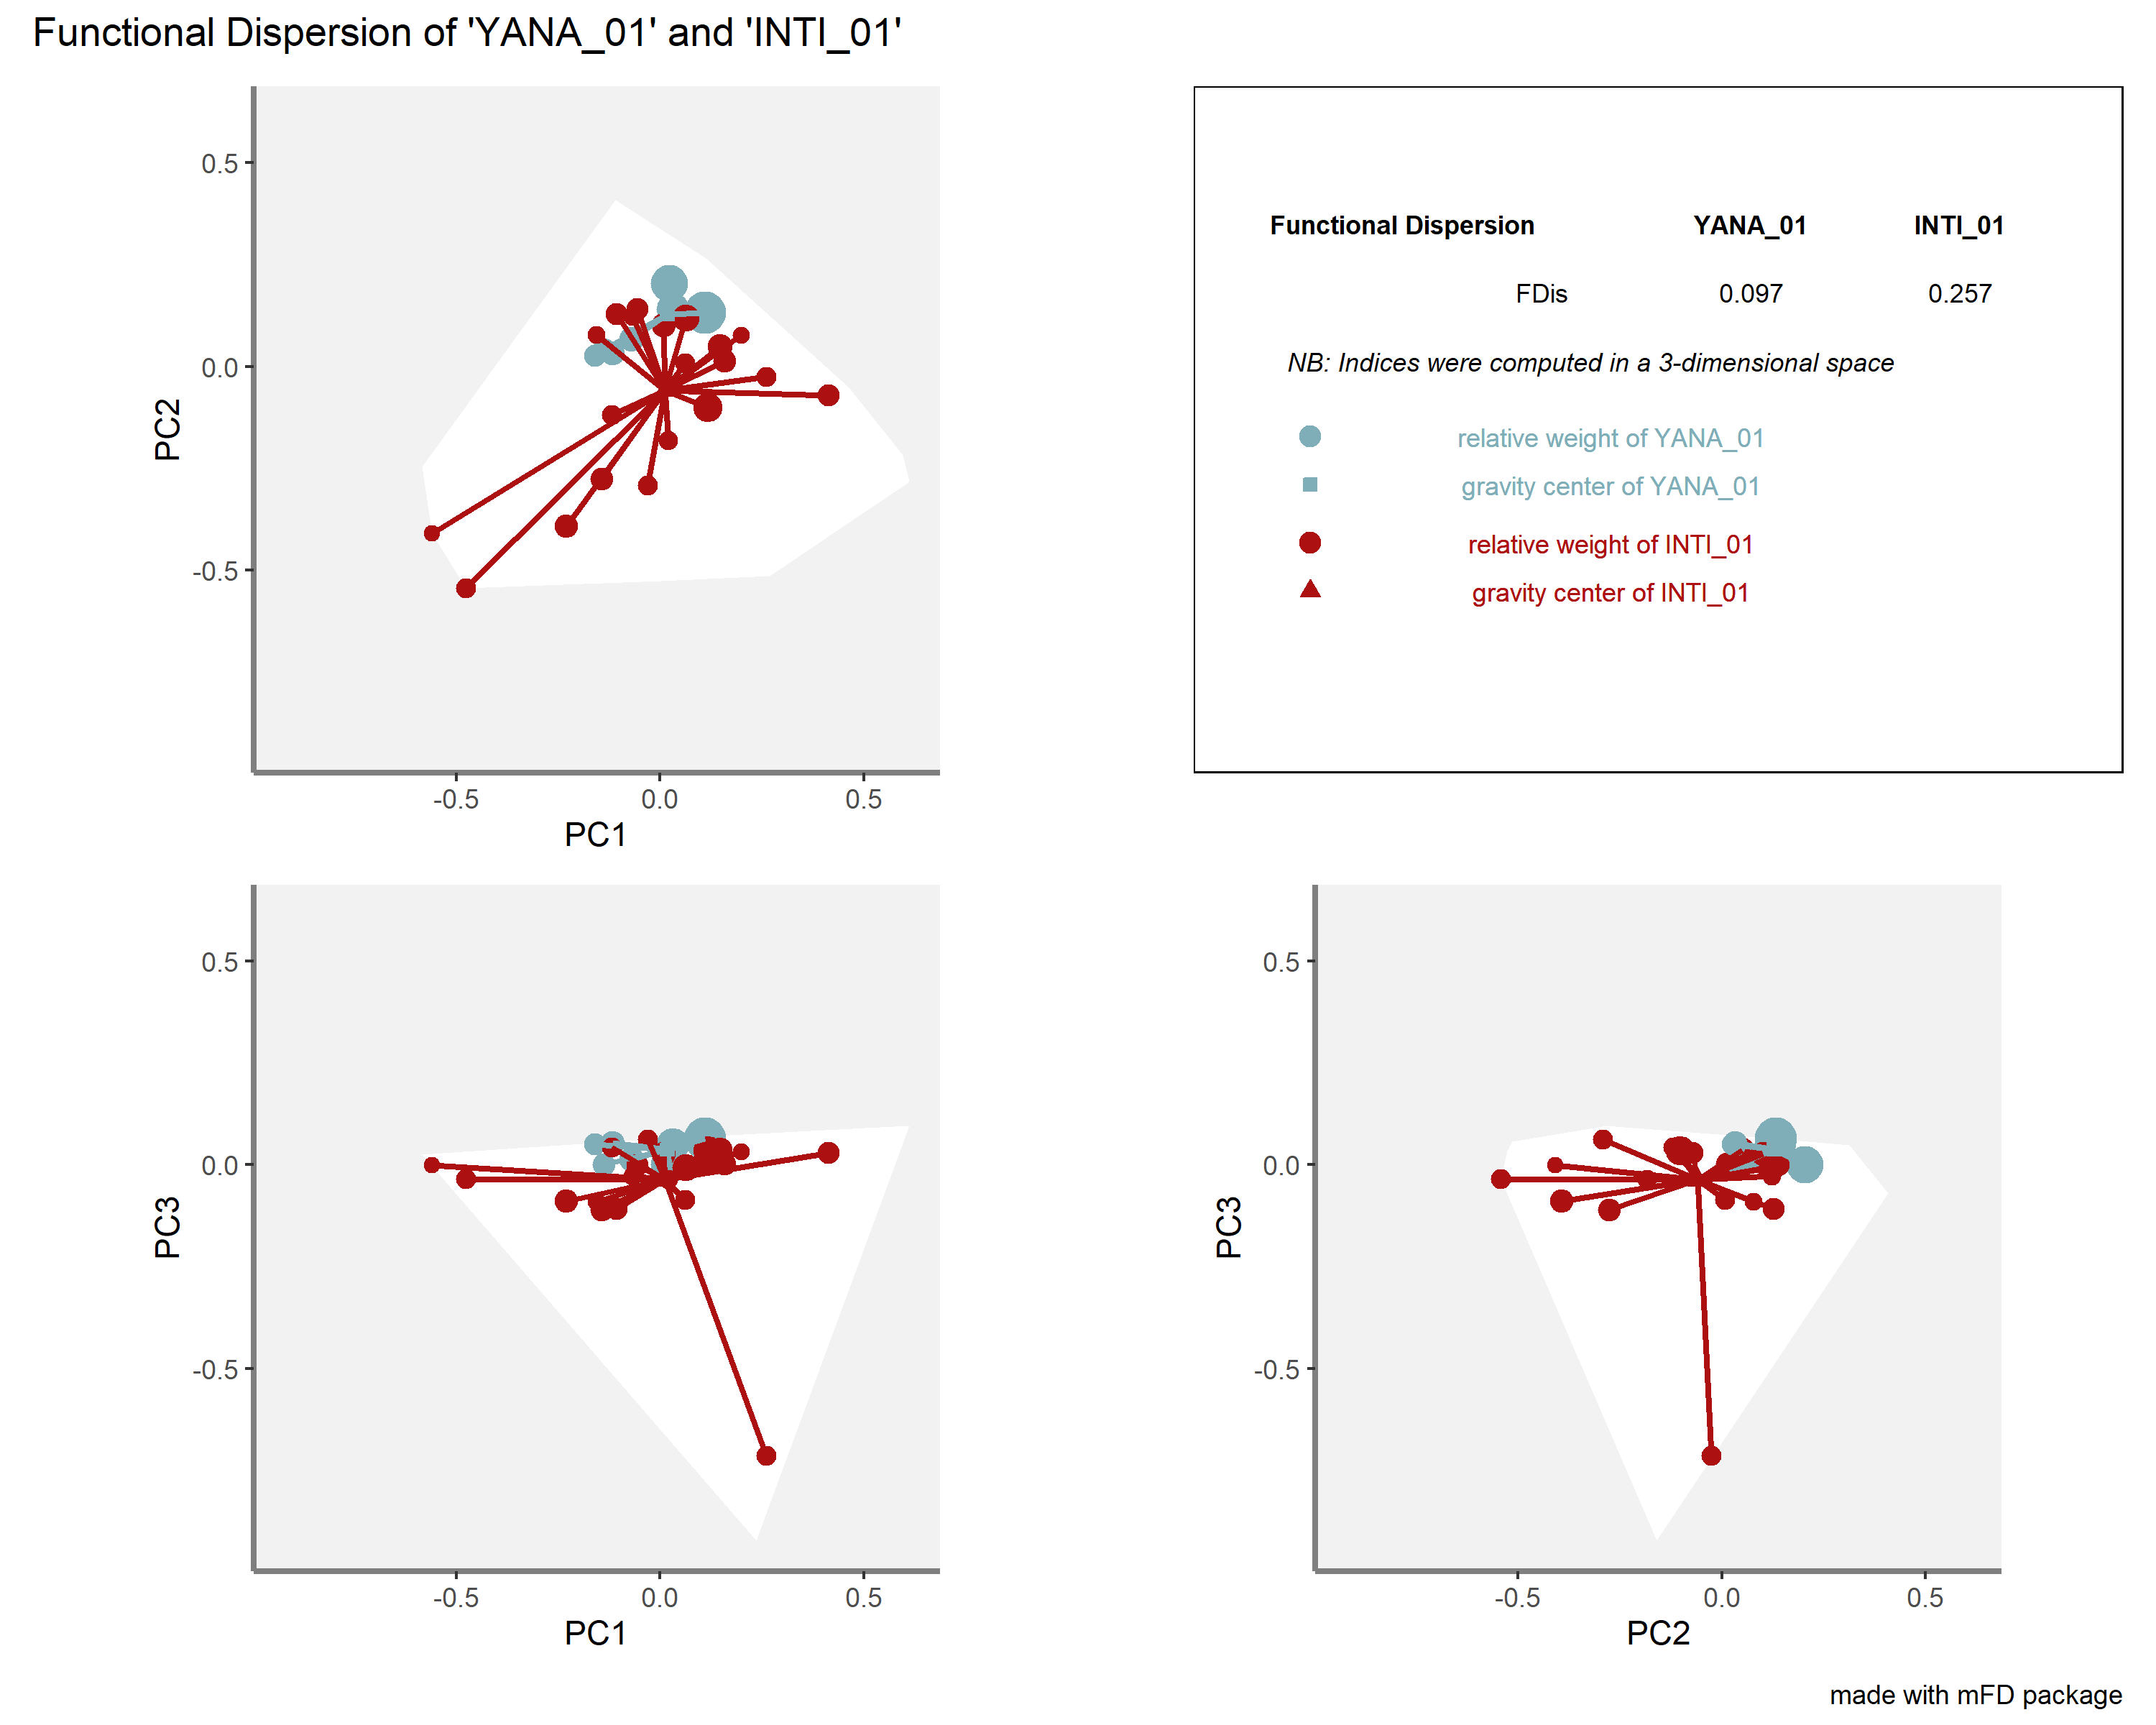 Functional Dispersion of 'YANA_01' and 'INTI_01'
0.5
0.0
-0.5
PC2
-0.5 0.0 0.5
PC1
Functional Dispersion YANA_01 INTI_01
FDis 0.097 0.257
NB: Indices were computed in a 3-dimensional space
relative weight of YANA_01
gravity center of YANA_01
relative weight of INTI_01
gravity center of INTI_01
0.5
0.0
-0.5
PC3
-0.5 0.0 0.5
PC1
0.5
0.0
-0.5
PC3
-0.5 0.0 0.5
PC2
made with mFD package